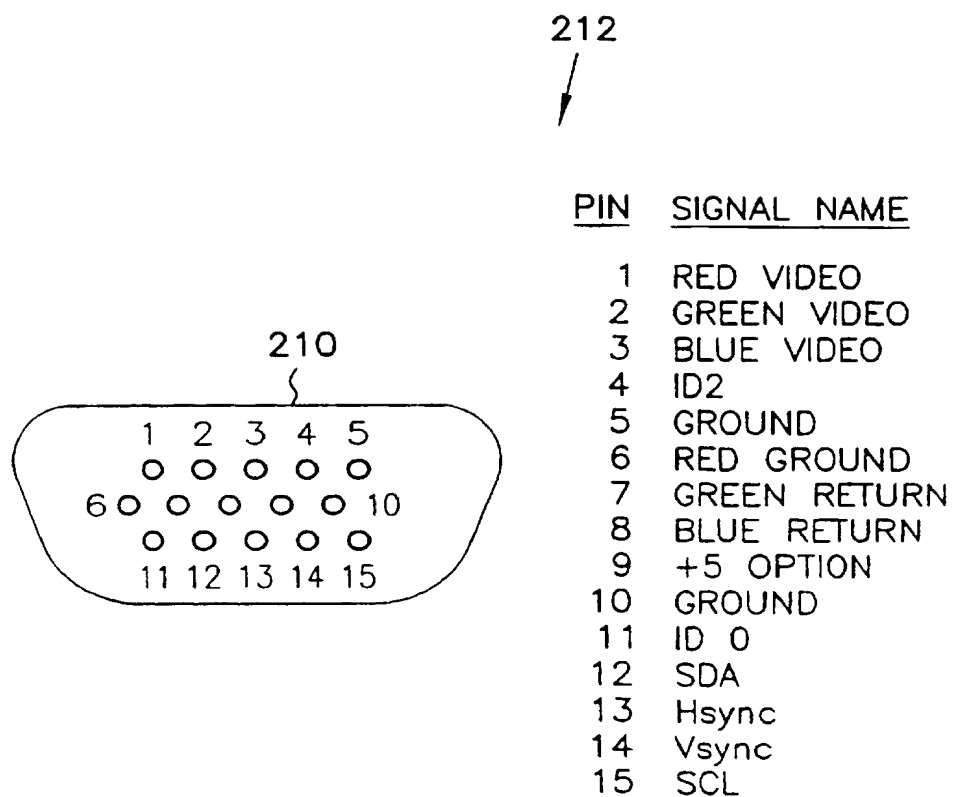 212
PIN SIGNAL NAME
1 RED VIDEO
2 GREEN VIDEO
3 BLUE VIDEO
4 ID2
5 GROUND
6 RED GROUND
7 GREEN RETURN
8 BLUE RETURN
9 +5 OPTION
10 GROUND
11 ID 0
12 SDA
13 Hsync
14 Vsync
15 SCL
210
1 2 3 4 5
6 10
11 12 13 14 15